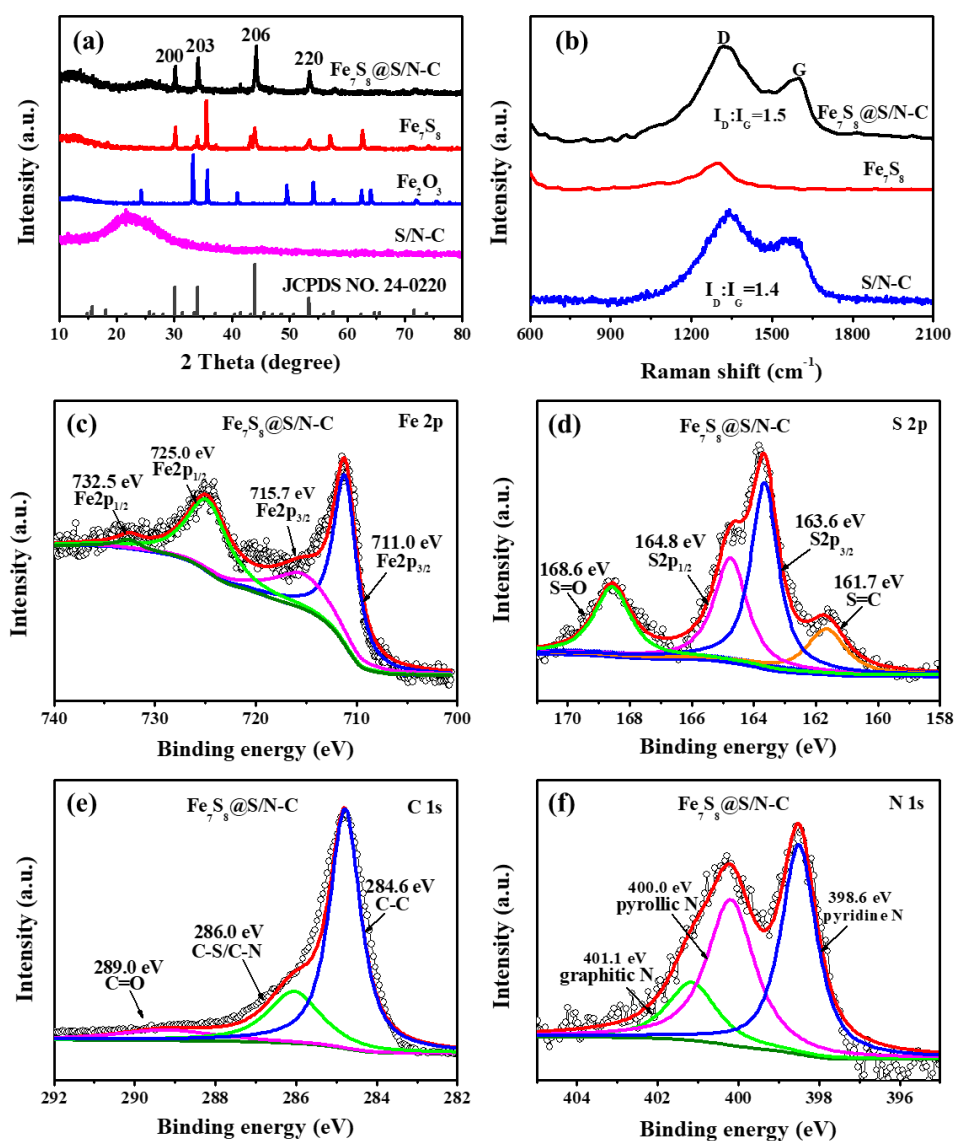 (a)
200 203 206 220
Fe7S8@S/N-C
Fe7S8
Fe2O3
S/N-C
JCPDS NO. 24-0220
10 20 30 40 50 60 70 80
2 Theta (degree)
Intensity (a.u.)
(b)
D
G
ID:IG=1.5
Fe7S8@S/N-C
Fe7S8
S/N-C
ID:IG=1.4
600 900 1200 1500 1800 2100
Raman shift (cm-1)
Intensity (a.u.)
(c)
Fe7S8@S/N-C
Fe 2p
732.5 eV
Fe2p1/2
725.0 eV
Fe2p1/2
715.7 eV
Fe2p3/2
711.0 eV
Fe2p3/2
740 730 720 710 700
Binding energy (eV)
Intensity (a.u.)
(d)
Fe7S8@S/N-C
S 2p
168.6 eV
S=O
164.8 eV
S2p1/2
163.6 eV
S2p3/2
161.7 eV
S=C
170 168 165 163 160 158
Binding energy (eV)
Intensity (a.u.)
(e)
Fe7S8@S/N-C
C 1s
289.0 eV
C=O
286.0 eV
C-S/C-N
284.6 eV
C-C
292 290 288 286 284 282
Binding energy (eV)
Intensity (a.u.)
(f)
Fe7S8@S/N-C
N 1s
401.1 eV
graphitic N
400.0 eV
pyrollic N
398.6 eV
pyridine N
404 402 400 398 396
Binding energy (eV)
Intensity (a.u.)